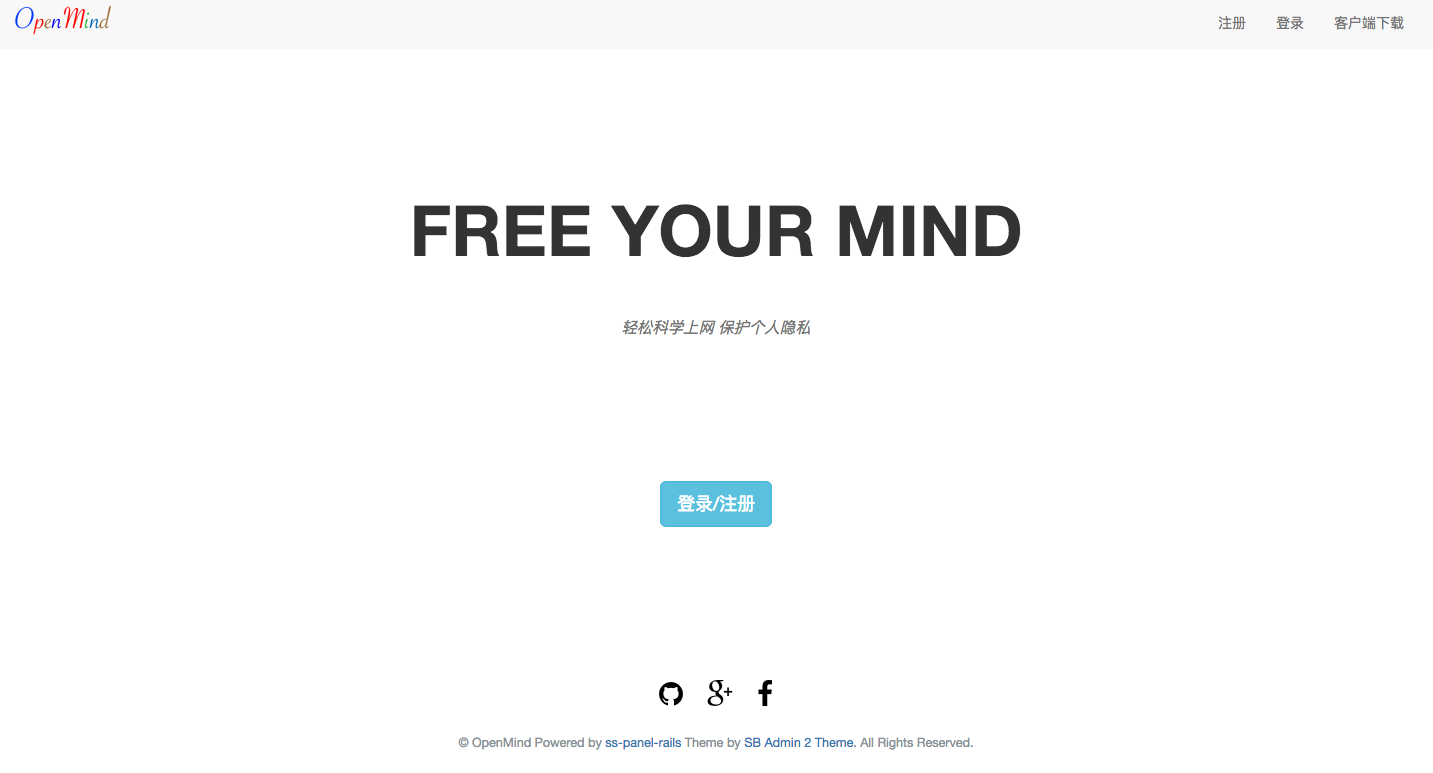 OpenMind
注册 登录 客户端下载
FREE YOUR MIND
轻松科学上网 保护个人隐私
登录/注册
© OpenMind Powered by ss-panel-rails Theme by SB Admin 2 Theme. All Rights Reserved.